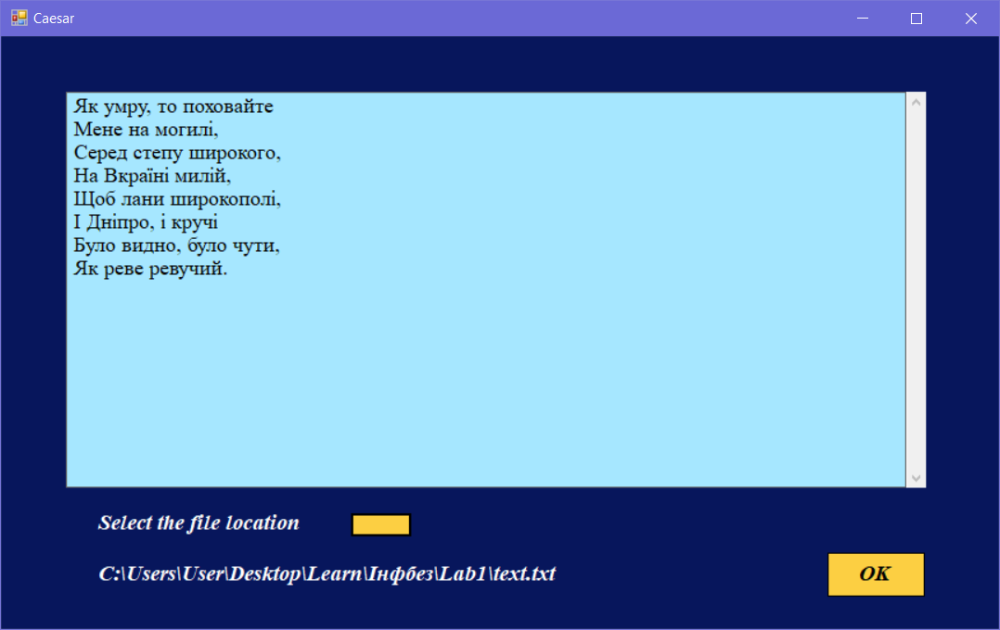 Caesar
Як умру, то поховайте
Мене на могилі,
Серед степу широкого,
На Вкраїні милій,
Щоб лани широкополі,
І Дніпро, і кручі
Було видно, було чути,
Як реве ревучий.
Select the file location
C:\Users\User\Desktop\Learn\Інфбез\Lab1\text.txt
OK